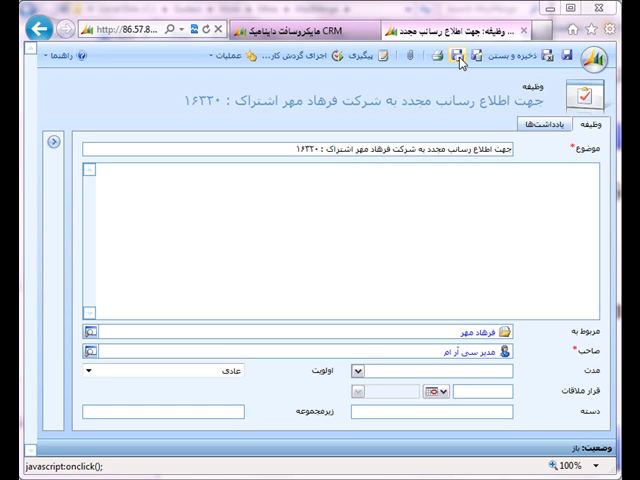 http://86.57.8...
مایکروسافت داینامیک CRM
وظیفه: جهت اطلاع رسانی مجدد ...
ذخیره و بستن
پیگیری
اجرای گردش کار...
عملیات
راهنما
وظیفه
جهت اطلاع رسانی مجدد به شرکت فرهاد مهر اشتراک : ۱۶۳۲۰
وظیفه
یادداشت‌ها
موضوع* جهت اطلاع رسانی مجدد به شرکت فرهاد مهر اشتراک : ۱۶۳۲۰
مربوط به فرهاد مهر
صاحب* مدیر سی آر ام
مدت
اولویت عادی
قرار ملاقات
دسته
زیرمجموعه
وضعیت: باز
javascript:onclick();
100%